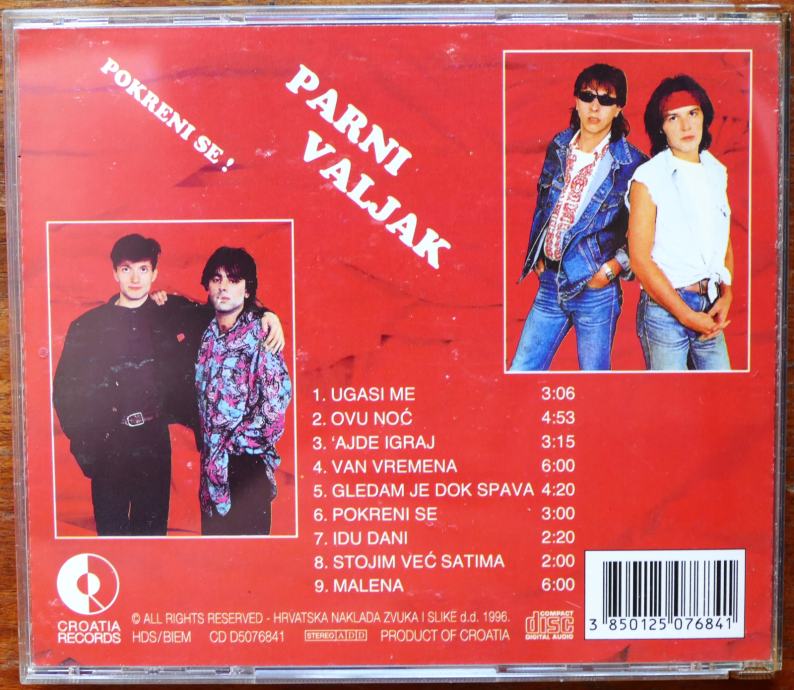 POKRENI SE !
PARNI
VALJAK
1. UGASI ME 3:06
2. OVU NOĆ 4:53
3. 'AJDE IGRAJ 3:15
4. VAN VREMENA 6:00
5. GLEDAM JE DOK SPAVA 4:20
6. POKRENI SE 3:00
7. IDU DANI 2:20
8. STOJIM VEĆ SATIMA 2:00
9. MALENA 6:00
CROATIA
RECORDS
© ALL RIGHTS RESERVED - HRVATSKA NAKLADA ZVUKA I SLIKE d.d. 1996.
HDS/BIEM CD D5076841 STEREO ADD PRODUCT OF CROATIA
COMPACT
disc
DIGITAL AUDIO
3 850125 076841